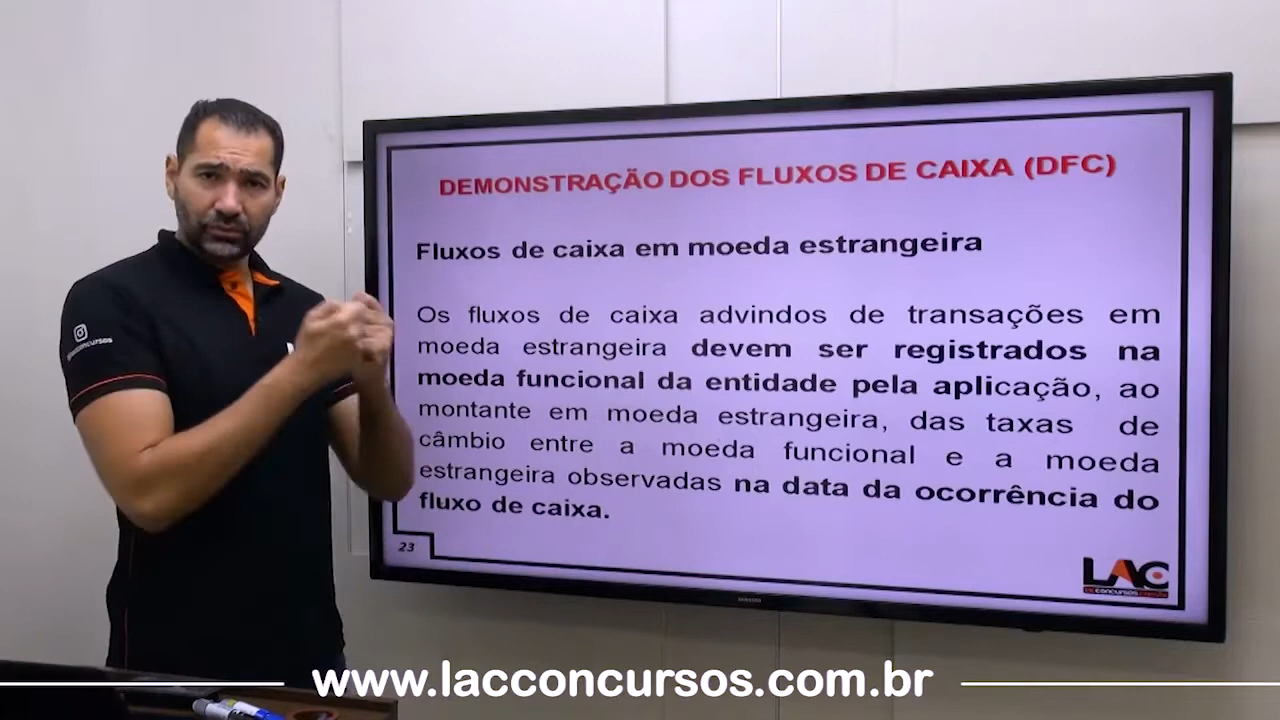 DEMONSTRAÇÃO DOS FLUXOS DE CAIXA (DFC)
Fluxos de caixa em moeda estrangeira
Os fluxos de caixa advindos de transações em
moeda estrangeira devem ser registrados na
moeda funcional da entidade pela aplicação, ao
montante em moeda estrangeira, das taxas de
câmbio entre a moeda funcional e a moeda
estrangeira observadas na data da ocorrência do
fluxo de caixa.
23
LAC
SAMSUNG
www.lacconcursos.com.br